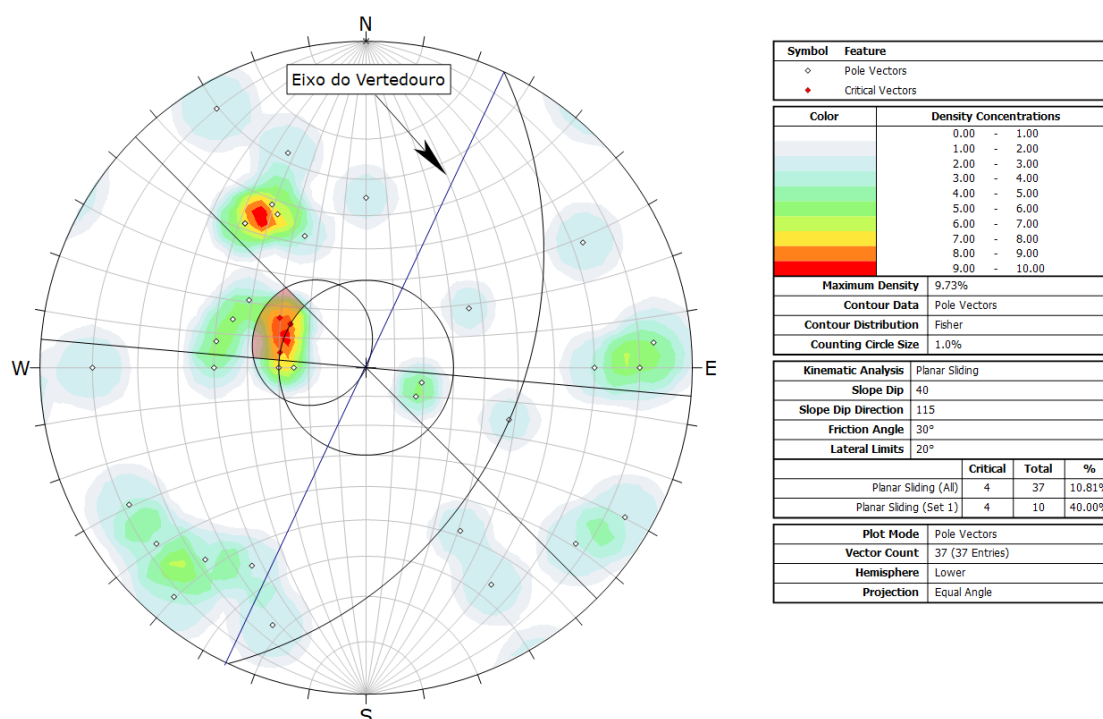 N
Eixo do Vertedouro
W
E
S
Symbol Feature
Pole Vectors
Critical Vectors
Color Density Concentrations
0.00 - 1.00
1.00 - 2.00
2.00 - 3.00
3.00 - 4.00
4.00 - 5.00
5.00 - 6.00
6.00 - 7.00
7.00 - 8.00
8.00 - 9.00
9.00 - 10.00
Maximum Density 9.73%
Contour Data Pole Vectors
Contour Distribution Fisher
Counting Circle Size 1.0%
Kinematic Analysis Planar Sliding
Slope Dip 40
Slope Dip Direction 115
Friction Angle 30°
Lateral Limits 20°
Critical Total %
Planar Sliding (All) 4 37 10.81%
Planar Sliding (Set 1) 4 10 40.00%
Plot Mode Pole Vectors
Vector Count 37 (37 Entries)
Hemisphere Lower
Projection Equal Angle